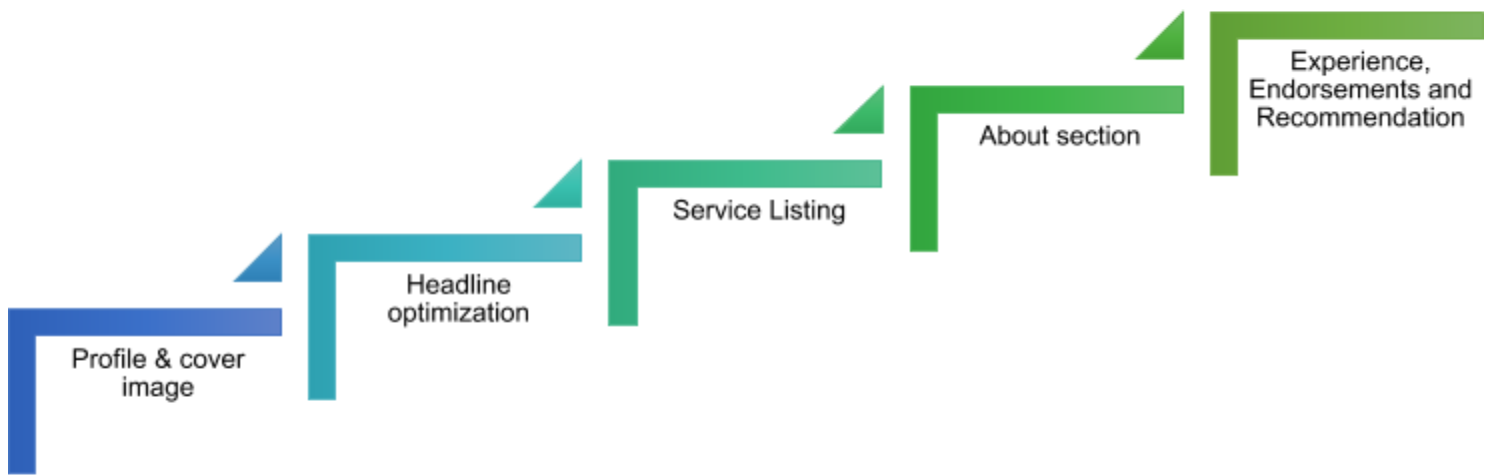 Profile & cover
image
Headline
optimization
Service Listing
About section
Experience,
Endorsements and
Recommendation